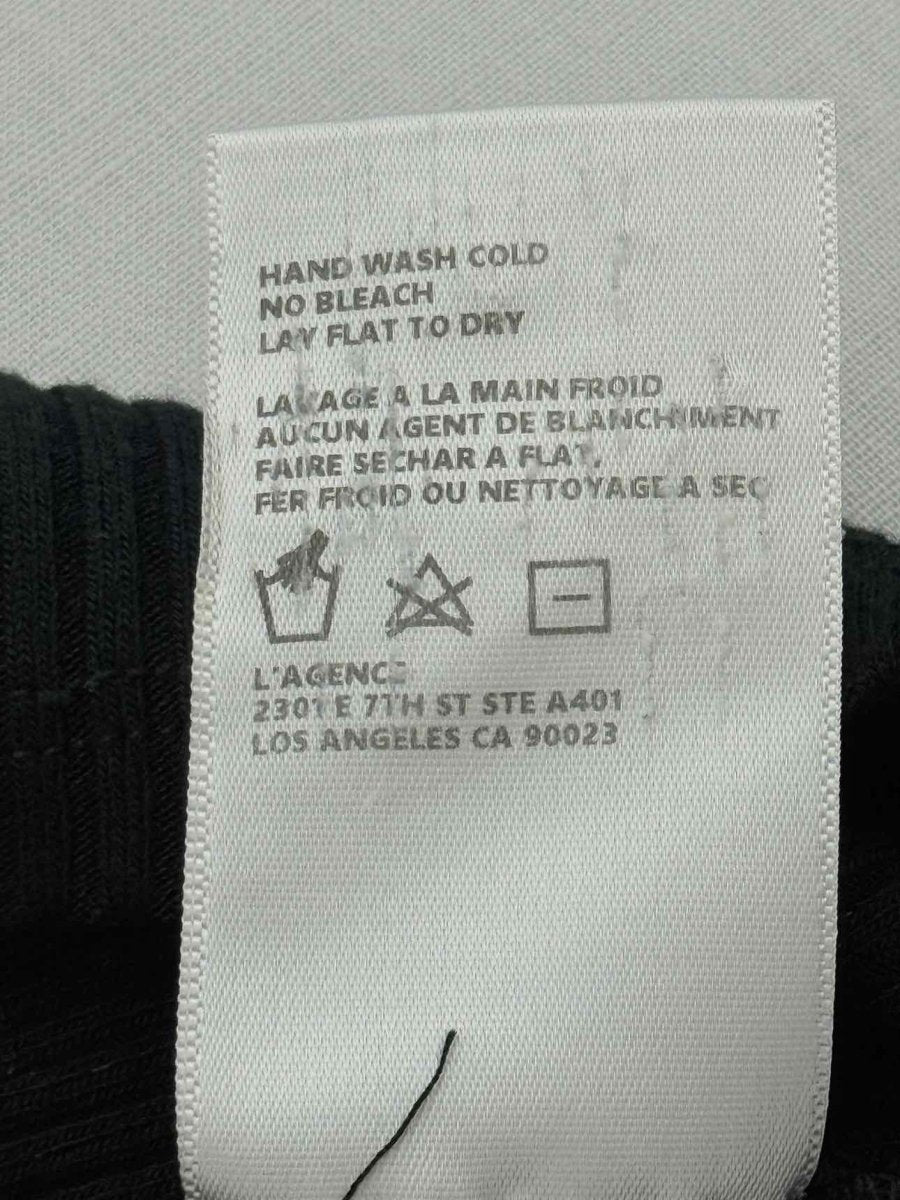 HAND WASH COLD
NO BLEACH
LAY FLAT TO DRY
LAVAGE A LA MAIN FROID
AUCUN AGENT DE BLANCHIMENT
FAIRE SECHAR A FLAT,
FER FROID OU NETTOYAGE A SEC
L'AGENCE
2301 E 7TH ST STE A401
LOS ANGELES CA 90023